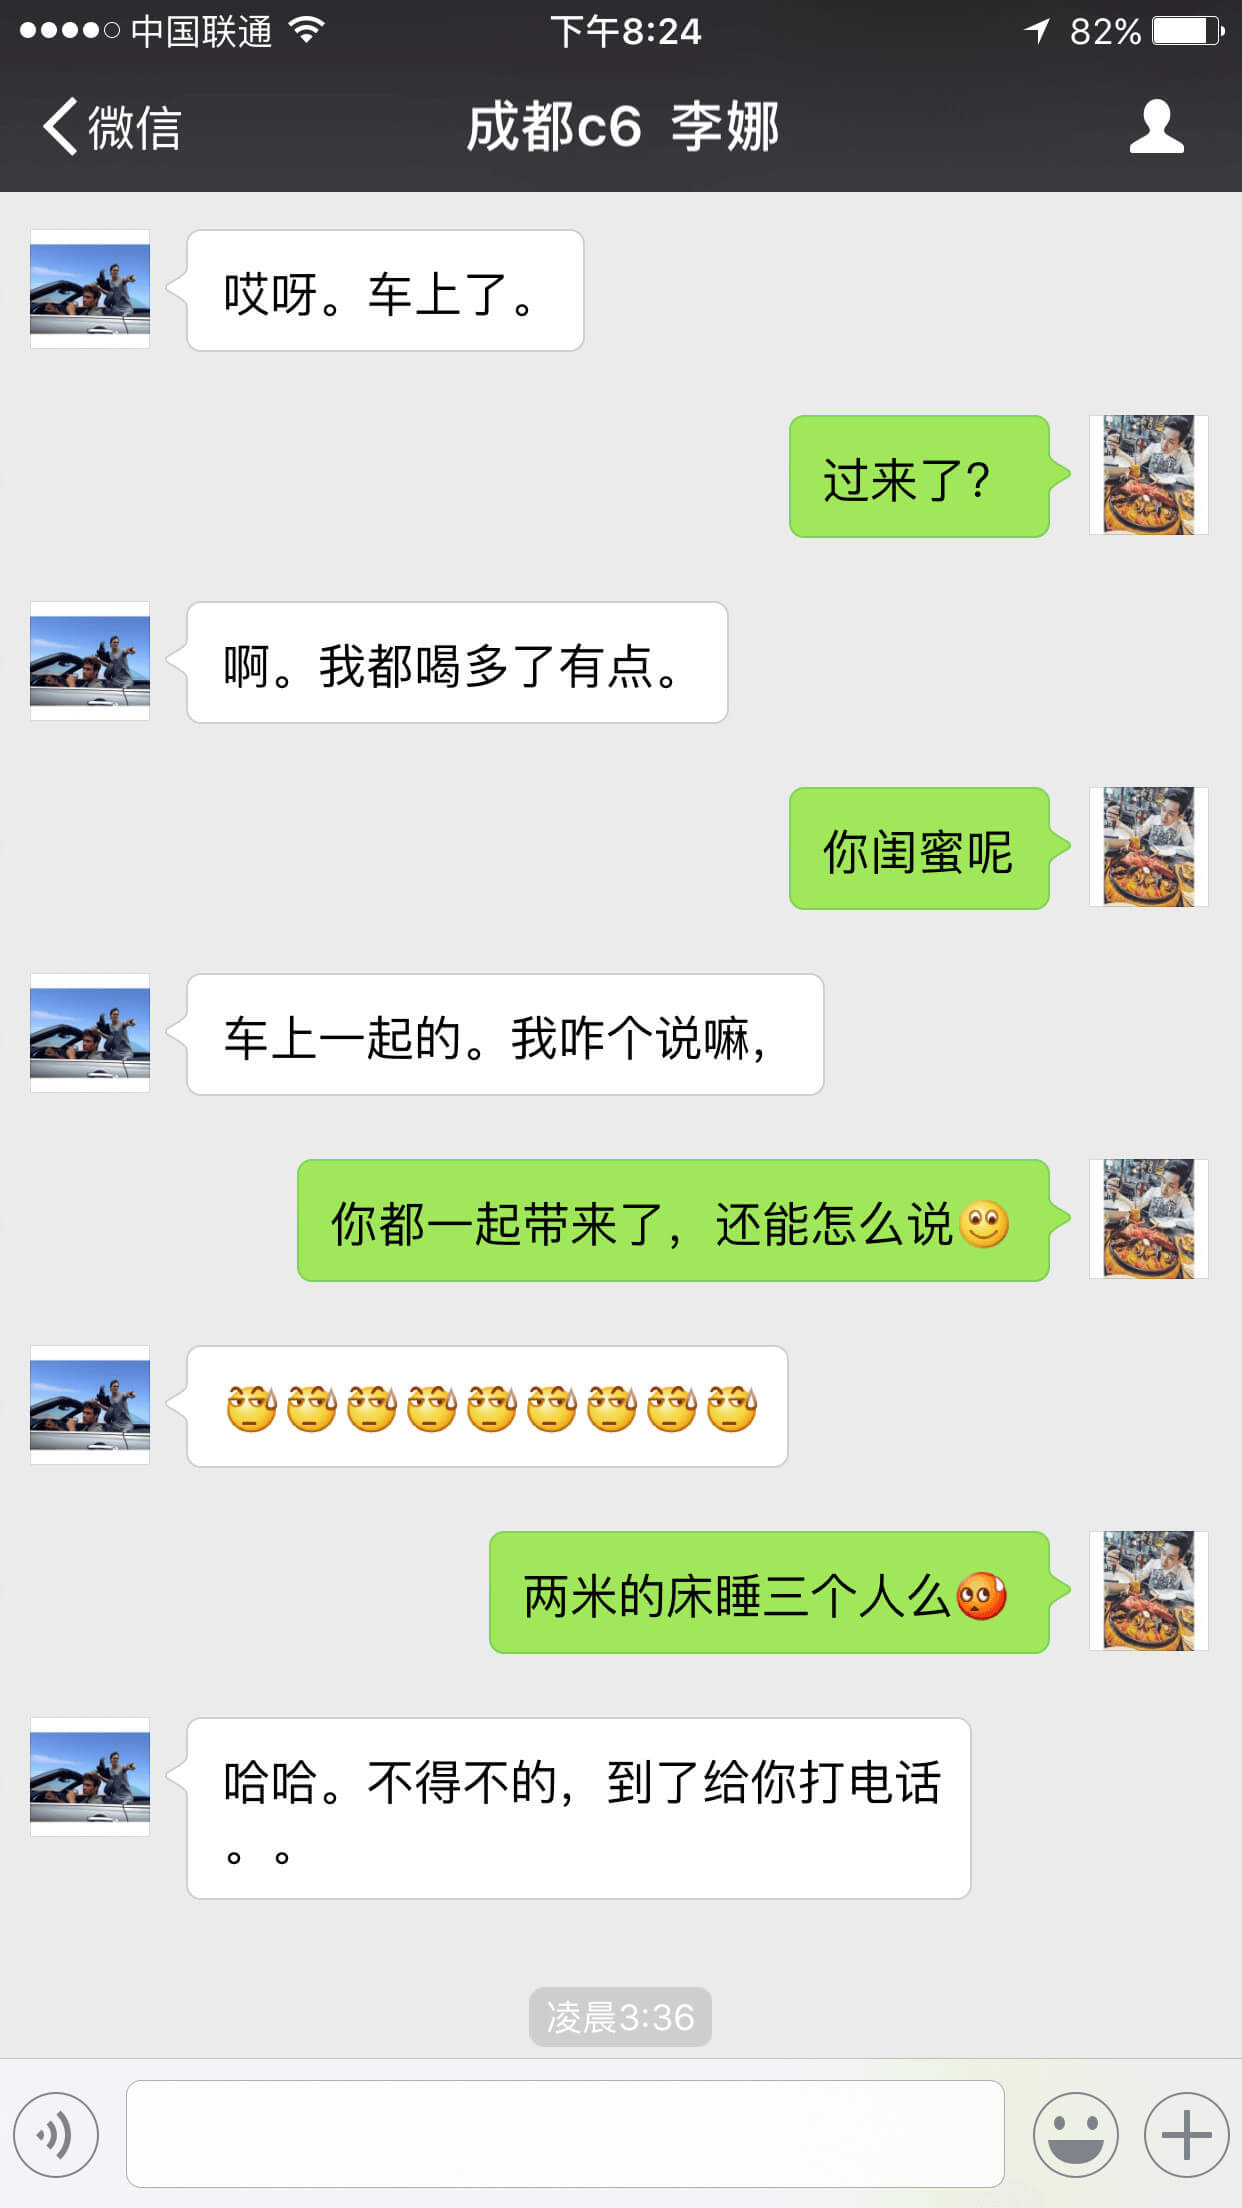 中国联通 下午8:24 82%
微信 成都c6 李娜
哎呀。车上了。
过来了?
啊。我都喝多了有点。
你闺蜜呢
车上一起的。我咋个说嘛,
你都一起带来了，还能怎么说
两米的床睡三个人么
哈哈。不得不的，到了给你打电话
。。
凌晨3:36